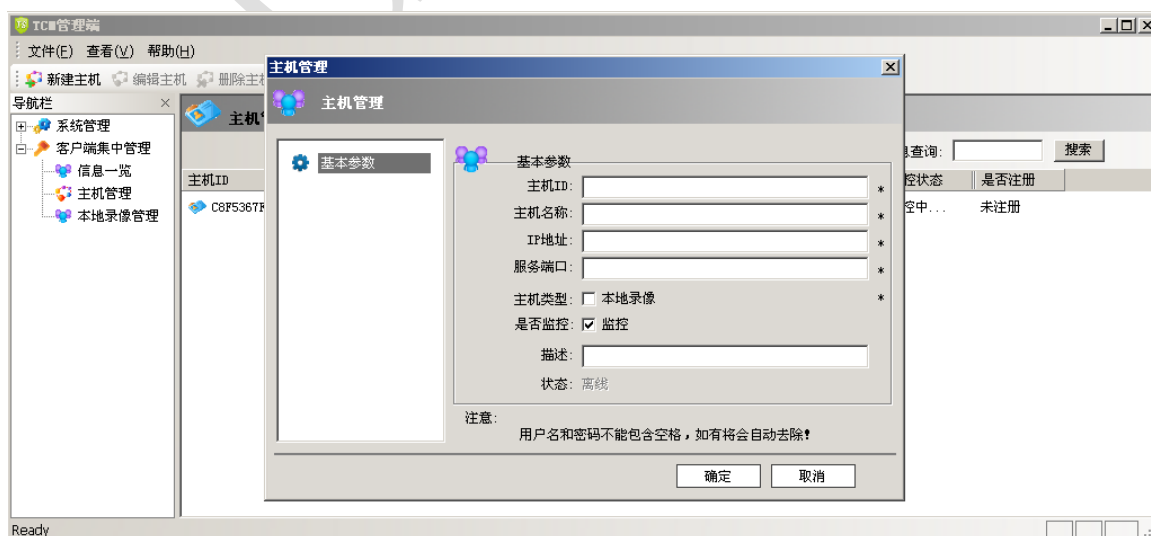 TCM管理端
文件(F) 查看(V) 帮助(H)
新建主机 编辑主机 删除主
导航栏
系统管理
客户端集中管理
信息一览
主机管理
本地录像管理
主机
查询:
搜索
主机ID
控状态 是否注册
C8F5367F
控中... 未注册
主机管理
主机管理
基本参数
基本参数
主机ID: *
主机名称: *
IP地址: *
服务端口: *
主机类型: 本地录像 *
是否监控: 监控
描述:
状态: 离线
注意:
用户名和密码不能包含空格,如有将会自动去除!
确定 取消
Ready